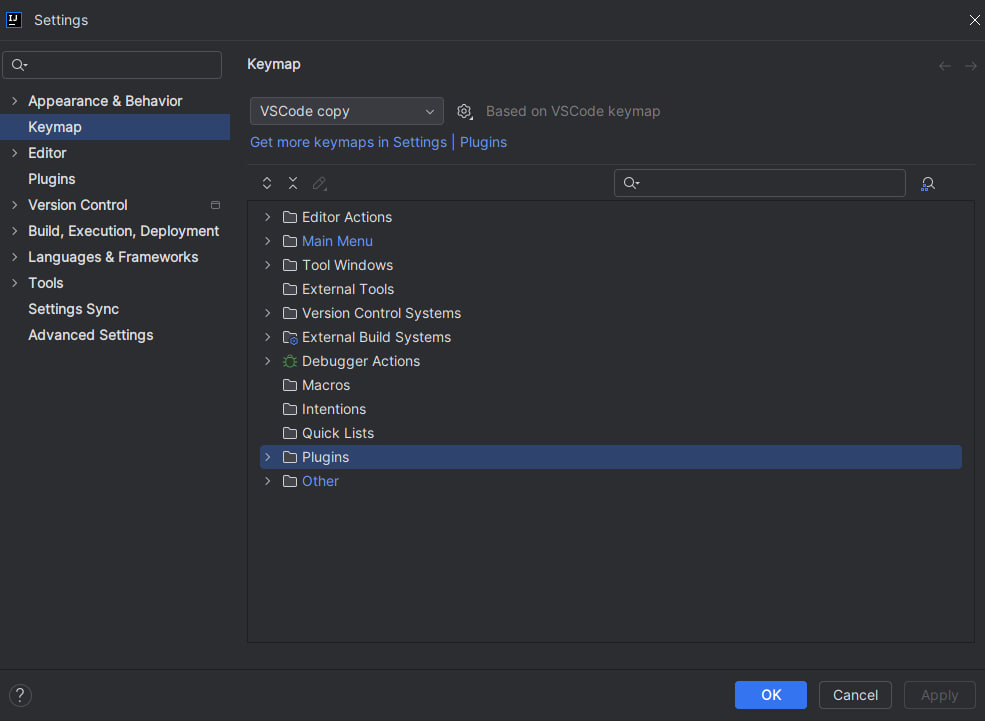 IJ
Settings
Appearance & Behavior
Keymap
Editor
Plugins
Version Control
Build, Execution, Deployment
Languages & Frameworks
Tools
Settings Sync
Advanced Settings
Keymap
VSCode copy
Based on VSCode keymap
Get more keymaps in Settings | Plugins
Editor Actions
Main Menu
Tool Windows
External Tools
Version Control Systems
External Build Systems
Debugger Actions
Macros
Intentions
Quick Lists
Plugins
Other
?
OK
Cancel
Apply